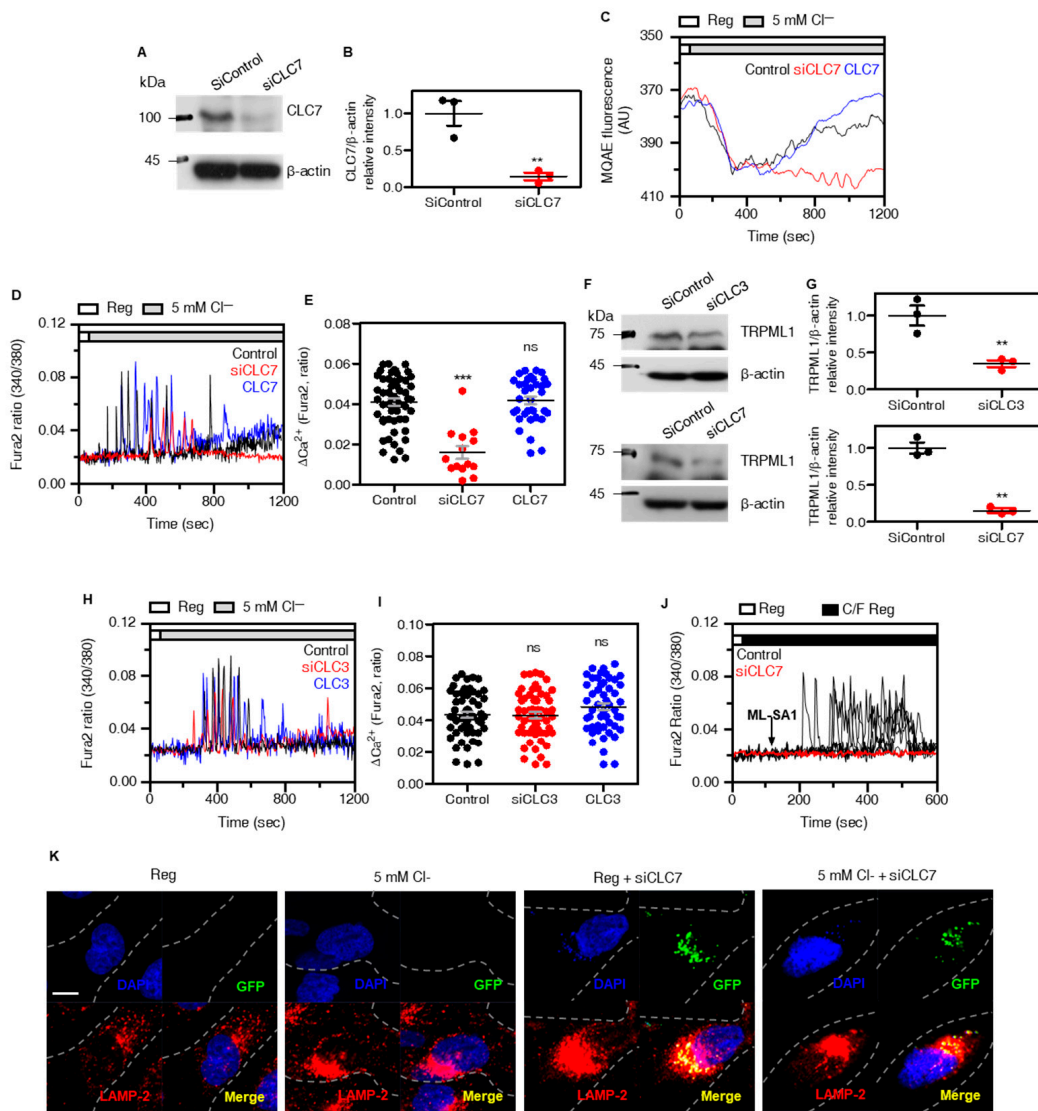 A
kDa
SiControl
siCLC7
100
CLC7
45
β-actin
B
CLC7/β-actin
relative intensity
1.0
0.5
0.0
**
SiControl
siCLC7
C
Reg
5 mM Cl—
MQAE fluorescence
(AU)
350
370
390
410
Control siCLC7 CLC7
0
400
800
1200
Time (sec)
D
Reg
5 mM Cl—
Fura2 ratio (340/380)
0.12
0.08
0.04
0.00
Control
siCLC7
CLC7
0
400
800
1200
Time (sec)
E
ΔCa2+ (Fura2, ratio)
0.08
0.06
0.04
0.02
0.00
***
ns
Control
siCLC7
CLC7
F
kDa
SiControl
siCLC3
75
TRPML1
45
β-actin
SiControl
siCLC7
75
TRPML1
45
β-actin
G
TRPML1/β-actin
relative intensity
1.0
0.5
0.0
**
SiControl
siCLC3
TRPML1/β-actin
relative intensity
1.0
0.5
0.0
**
SiControl
siCLC7
H
Reg
5 mM Cl—
Fura2 ratio (340/380)
0.12
0.08
0.04
0.00
Control
siCLC3
CLC3
0
400
800
1200
Time (sec)
I
ΔCa2+ (Fura2, ratio)
0.10
0.08
0.06
0.04
0.02
0.00
ns
ns
Control
siCLC3
CLC3
J
Reg
C/F Reg
Fura2 Ratio (340/380)
0.12
0.08
0.04
0.00
Control
siCLC7
ML-SA1
0
200
400
600
Time (sec)
K
Reg
5 mM Cl-
Reg + siCLC7
5 mM Cl- + siCLC7
DAPI
GFP
DAPI
GFP
DAPI
GFP
DAPI
GFP
LAMP-2
Merge
LAMP-2
Merge
LAMP-2
Merge
LAMP-2
Merge